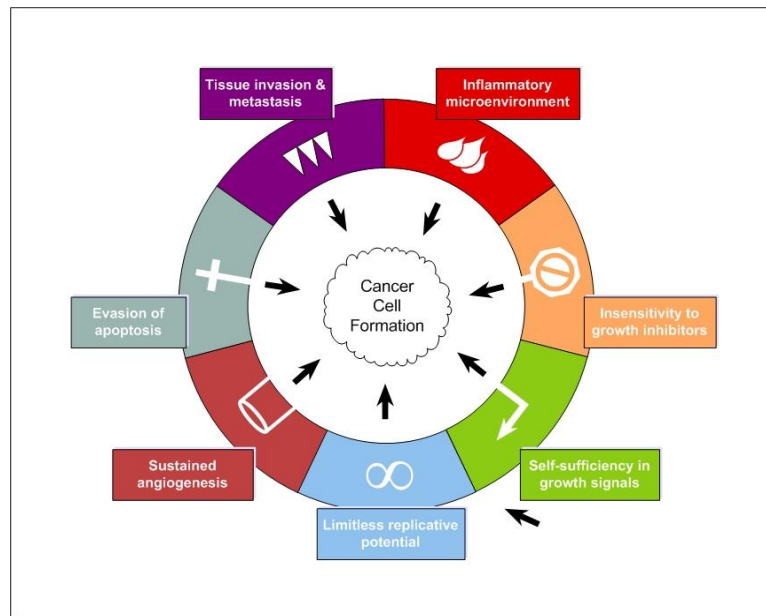 Tissue invasion &
metastasis
Inflammatory
microenvironment
Cancer
Cell
Formation
Evasion of
apoptosis
Insensitivity to
growth inhibitors
Sustained
angiogenesis
Self-sufficiency in
growth signals
Limitless replicative
potential